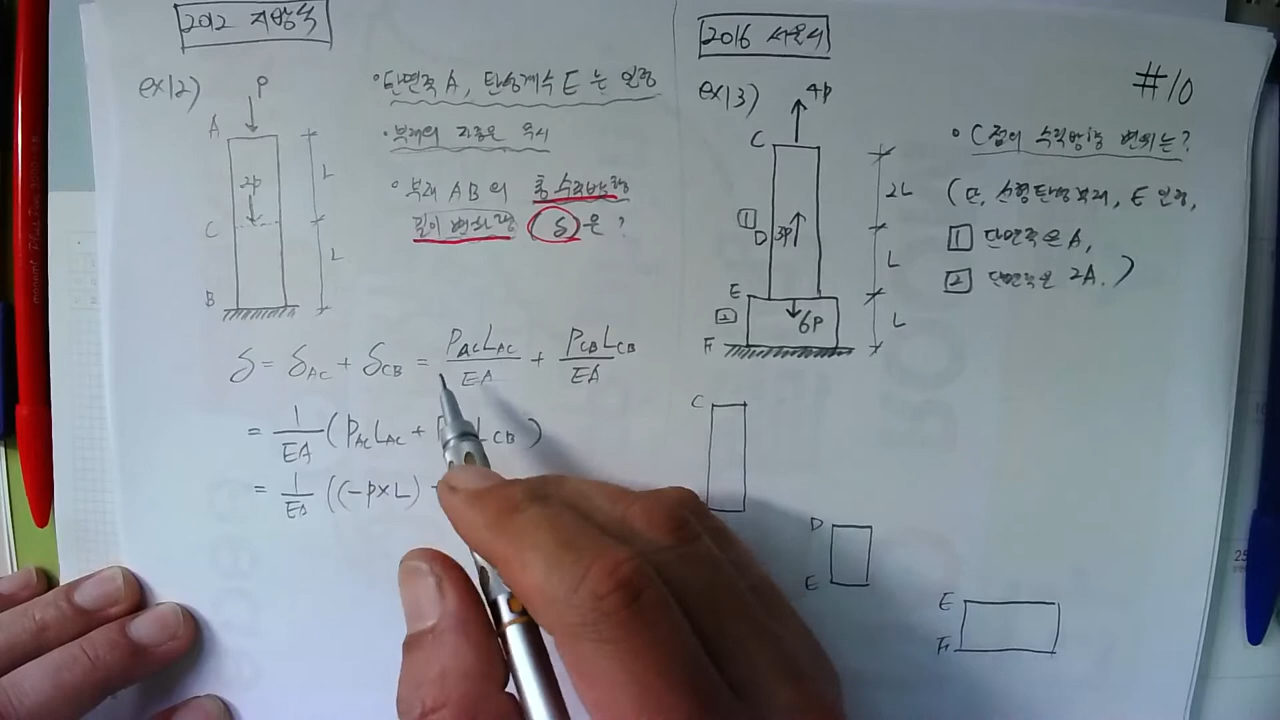 2012 지방직
ex12)
P
A
2P
L
C
L
B
• 단면적 A, 탄성계수 E는 일정
• 부재의 자중은 무시
• 부재 AB의 총 수직방향
길이 변화량 δ은?
δ = δAC + δCB = PACLAC/EA + PCBLCB/EA
= 1/EA (PACLAC + LCB)
= 1/EA ((-P×L)
2016 서울시
ex13)
4P
C
2L
1
D
3P
L
E
2
6P
L
F
#10
• C점의 수직방향 변위는?
(단, 선형탄성부재, E 일정,
1 단면적은 A,
2 단면적은 2A.)
C
D
E
E
F